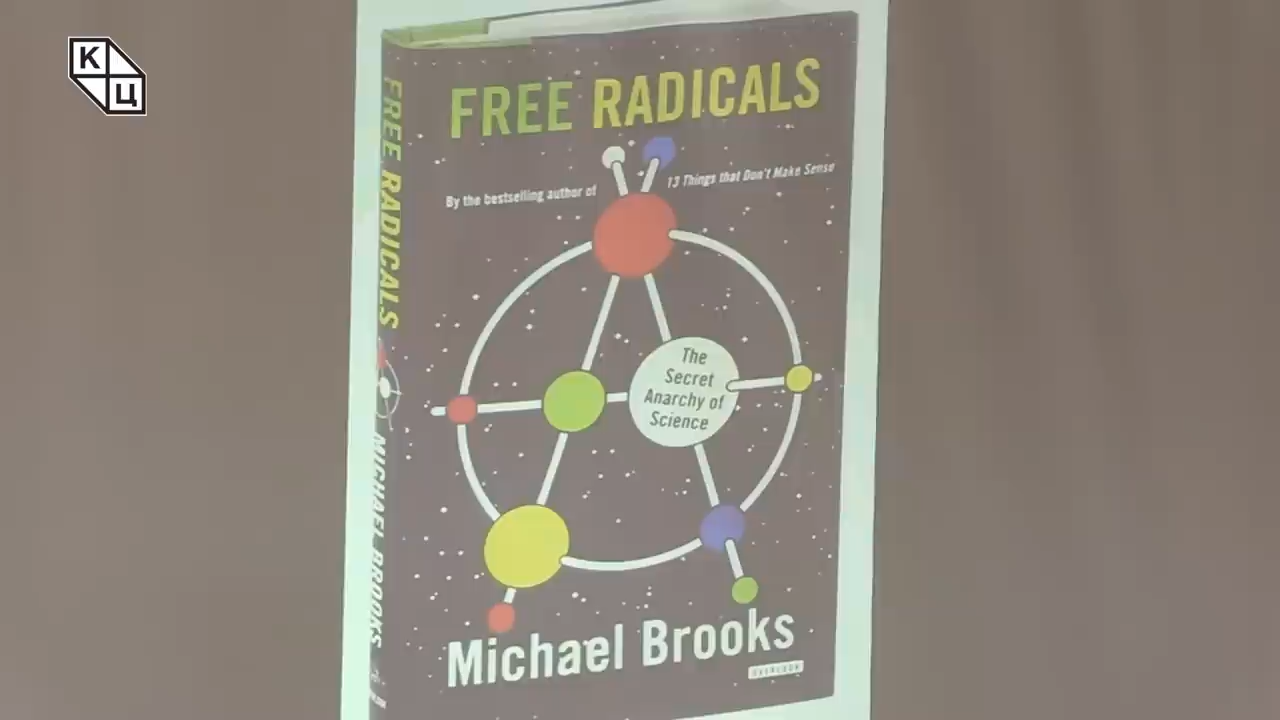 К
Ц
FREE RADICALS
By the bestselling author of 13 Things that Don't Make Sense
The
Secret
Anarchy of
Science
Michael Brooks
OVERLOOK
FREE RADICALS
MICHAEL BROOKS